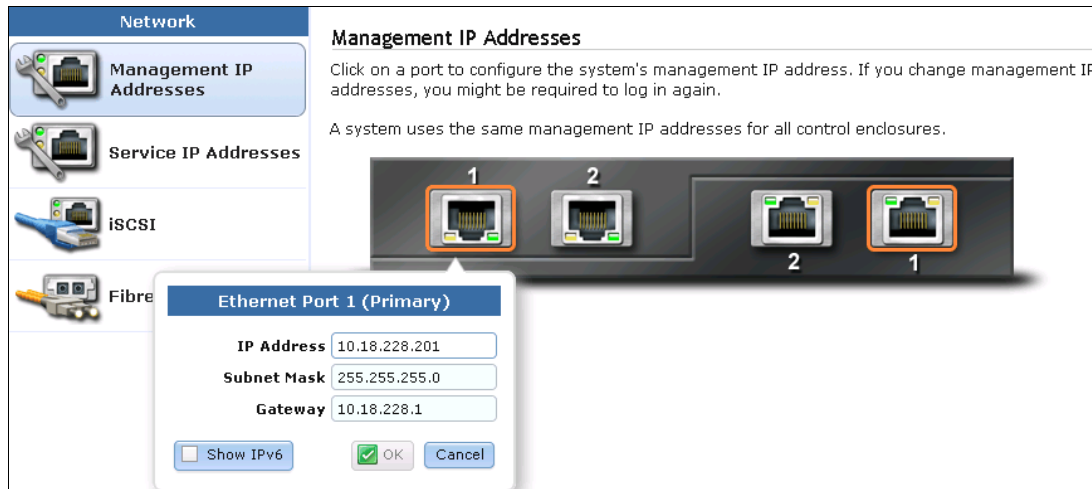 Network
Management IP
Addresses
Service IP Addresses
iSCSI
Fibre
Management IP Addresses
Click on a port to configure the system's management IP address. If you change management IP
addresses, you might be required to log in again.
A system uses the same management IP addresses for all control enclosures.
1
2
2
1
Ethernet Port 1 (Primary)
IP Address 10.18.228.201
Subnet Mask 255.255.255.0
Gateway 10.18.228.1
Show IPv6 OK Cancel